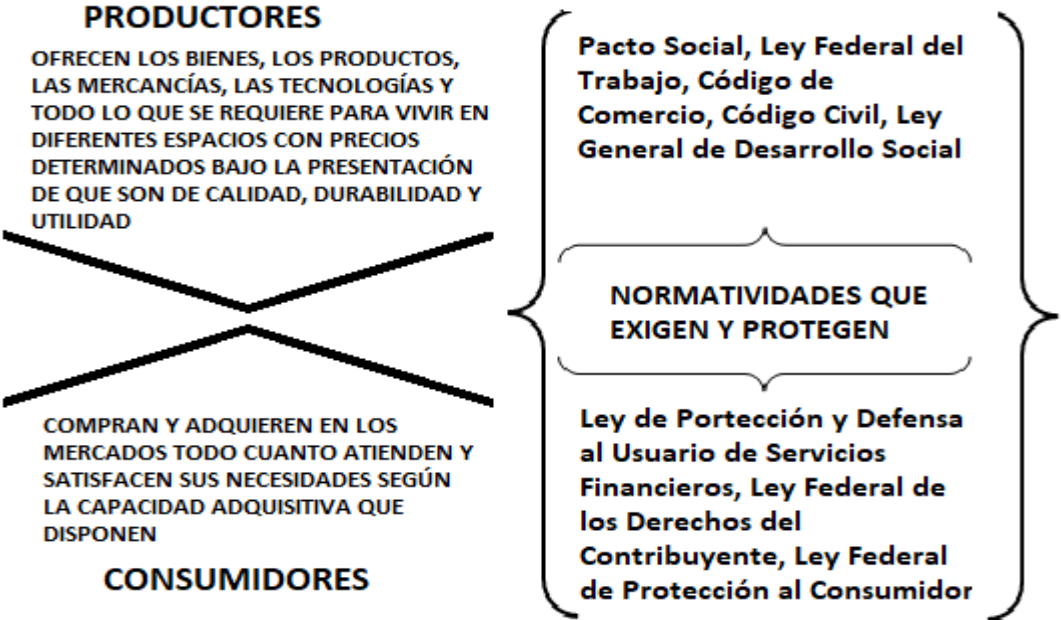 PRODUCTORES
OFRECEN LOS BIENES, LOS PRODUCTOS,
LAS MERCANCÍAS, LAS TECNOLOGÍAS Y
TODO LO QUE SE REQUIERE PARA VIVIR EN
DIFERENTES ESPACIOS CON PRECIOS
DETERMINADOS BAJO LA PRESENTACIÓN
DE QUE SON DE CALIDAD, DURABILIDAD Y
UTILIDAD
COMPRAN Y ADQUIEREN EN LOS
MERCADOS TODO CUANTO ATIENDEN Y
SATISFACEN SUS NECESIDADES SEGÚN
LA CAPACIDAD ADQUISITIVA QUE
DISPONEN
CONSUMIDORES
Pacto Social, Ley Federal del
Trabajo, Código de
Comercio, Código Civil, Ley
General de Desarrollo Social
NORMATIVIDADES QUE
EXIGEN Y PROTEGEN
Ley de Portección y Defensa
al Usuario de Servicios
Financieros, Ley Federal de
los Derechos del
Contribuyente, Ley Federal
de Protección al Consumidor